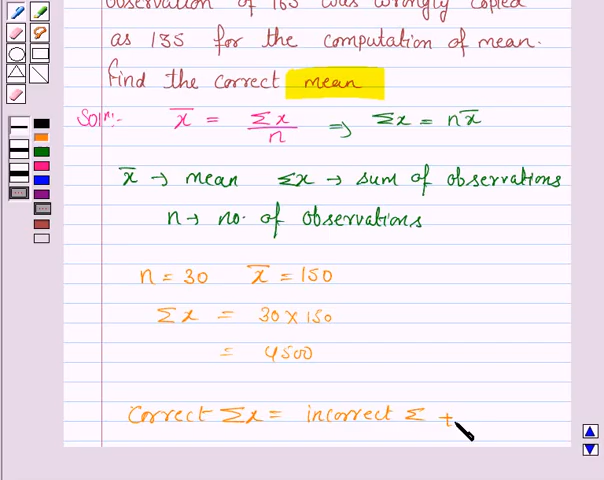 observation of 165 was wrongly copied
as 135 for the computation of mean.
Find the correct mean
Soln:- x̄ = Σx/n ⇒ Σx = nx̄
x̄ → mean Σx → sum of observations
n → no. of observations
n = 30 x̄ = 150
Σx = 30 × 150
= 4500
Correct Σx = incorrect Σ +